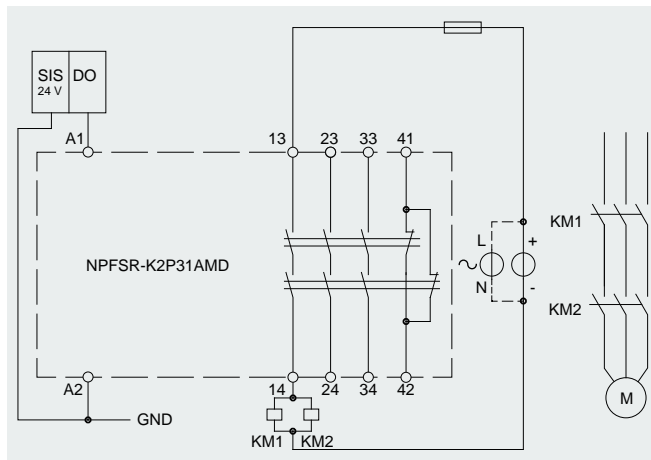 SIS DO
24 V
A1 13 23 33 41
KM1
L +
~
NPFSR-K2P31AMD
N -
KM2
A2 14 24 34 42
GND
KM1 KM2
M